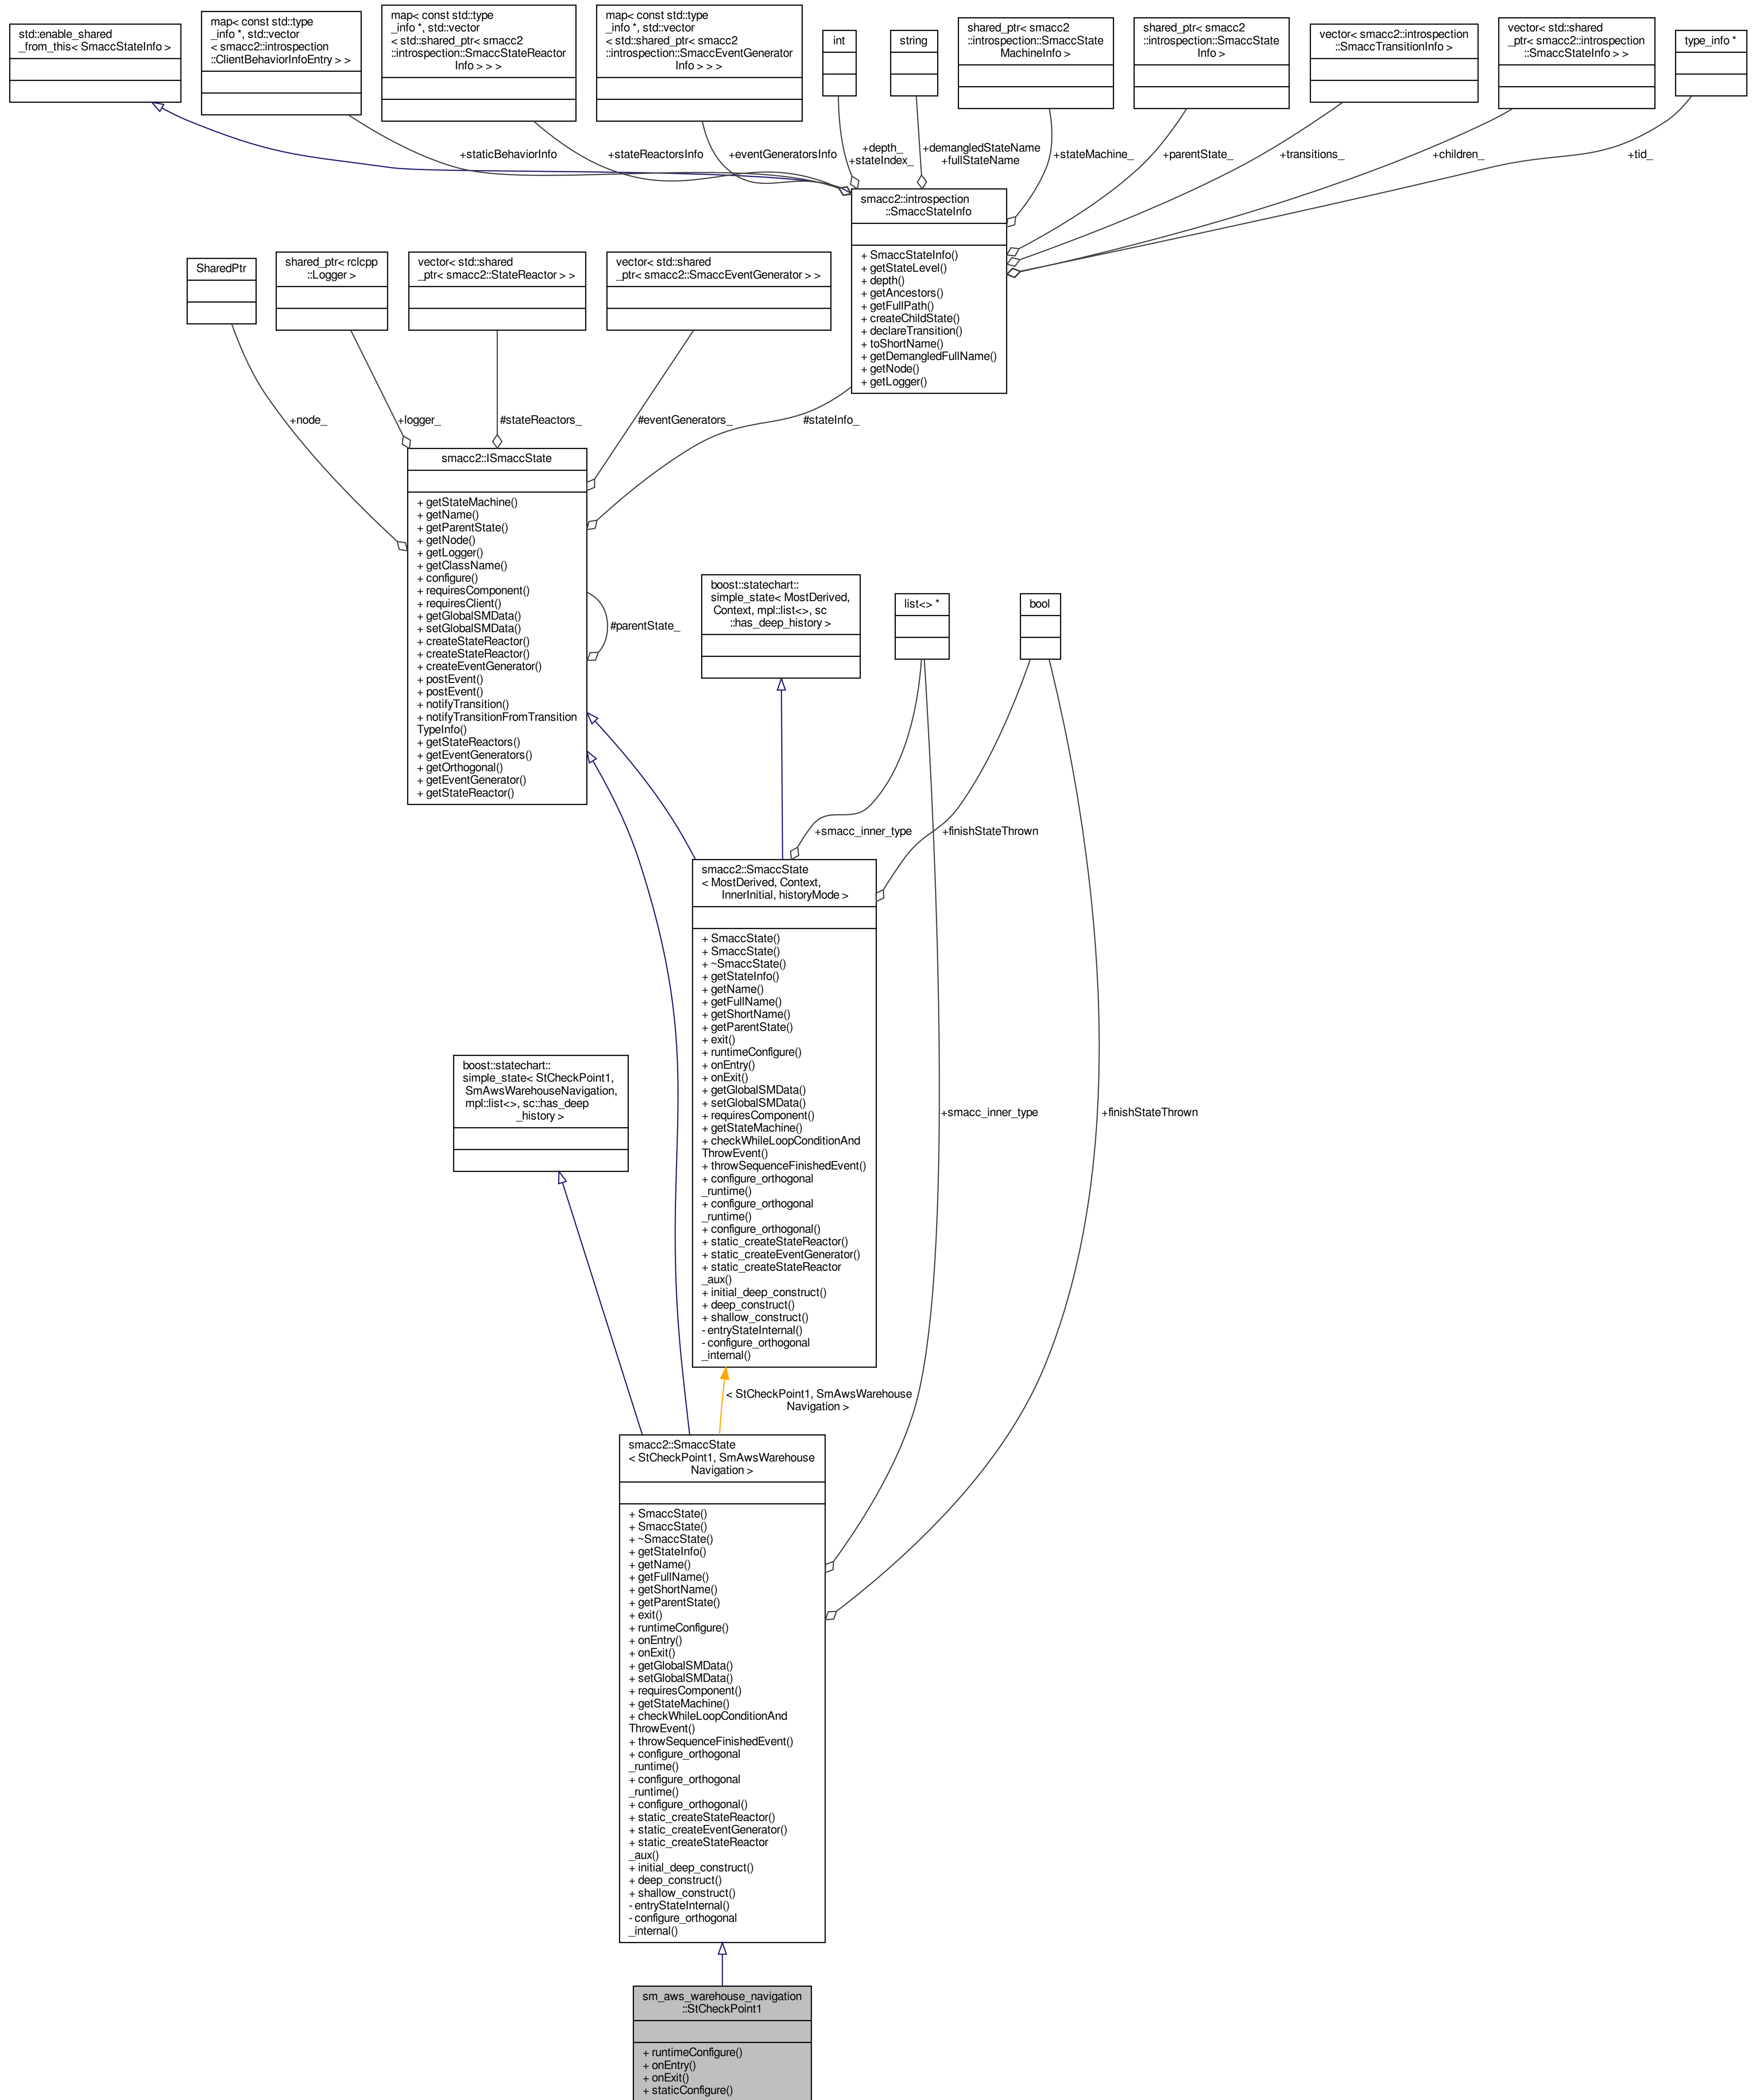 std::enable_shared
_from_this< SmaccStateInfo >
map< const std::type
_info *, std::vector
< smacc2::introspection
::ClientBehaviorInfoEntry > >
map< const std::type
_info *, std::vector
< std::shared_ptr< smacc2
::introspection::SmaccStateReactor
Info > > >
map< const std::type
_info *, std::vector
< std::shared_ptr< smacc2
::introspection::SmaccEventGenerator
Info > > >
int
string
shared_ptr< smacc2
::introspection::SmaccState
MachineInfo >
shared_ptr< smacc2
::introspection::SmaccState
Info >
vector< smacc2::introspection
::SmaccTransitionInfo >
vector< std::shared
_ptr< smacc2::introspection
::SmaccStateInfo > >
type_info *
+staticBehaviorInfo
+stateReactorsInfo
+eventGeneratorsInfo
+depth_
+stateIndex_
+demangledStateName
+fullStateName
+stateMachine_
+parentState_
+transitions_
+children_
+tid_
smacc2::introspection
::SmaccStateInfo
+ SmaccStateInfo()
+ getStateLevel()
+ depth()
+ getAncestors()
+ getFullPath()
+ createChildState()
+ declareTransition()
+ toShortName()
+ getDemangledFullName()
+ getNode()
+ getLogger()
SharedPtr
shared_ptr< rclcpp
::Logger >
vector< std::shared
_ptr< smacc2::StateReactor > >
vector< std::shared
_ptr< smacc2::SmaccEventGenerator > >
+node_
+logger_
#stateReactors_
#eventGenerators_
#stateInfo_
smacc2::ISmaccState
+ getStateMachine()
+ getName()
+ getParentState()
+ getNode()
+ getLogger()
+ getClassName()
+ configure()
+ requiresComponent()
+ requiresClient()
+ getGlobalSMData()
+ setGlobalSMData()
+ createStateReactor()
+ createStateReactor()
+ createEventGenerator()
+ postEvent()
+ postEvent()
+ notifyTransition()
+ notifyTransitionFromTransition
TypeInfo()
+ getStateReactors()
+ getEventGenerators()
+ getOrthogonal()
+ getEventGenerator()
+ getStateReactor()
#parentState_
boost::statechart::
simple_state< MostDerived,
Context, mpl::list<>, sc
::has_deep_history >
list<> *
bool
+smacc_inner_type
+finishStateThrown
smacc2::SmaccState
< MostDerived, Context,
InnerInitial, historyMode >
+ SmaccState()
+ SmaccState()
+ ~SmaccState()
+ getStateInfo()
+ getName()
+ getFullName()
+ getShortName()
+ getParentState()
+ exit()
+ runtimeConfigure()
+ onEntry()
+ onExit()
+ getGlobalSMData()
+ setGlobalSMData()
+ requiresComponent()
+ getStateMachine()
+ checkWhileLoopConditionAnd
ThrowEvent()
+ throwSequenceFinishedEvent()
+ configure_orthogonal
_runtime()
+ configure_orthogonal
_runtime()
+ configure_orthogonal()
+ static_createStateReactor()
+ static_createEventGenerator()
+ static_createStateReactor
_aux()
+ initial_deep_construct()
+ deep_construct()
+ shallow_construct()
- entryStateInternal()
- configure_orthogonal
_internal()
boost::statechart::
simple_state< StCheckPoint1,
SmAwsWarehouseNavigation,
mpl::list<>, sc::has_deep
_history >
+smacc_inner_type
+finishStateThrown
< StCheckPoint1, SmAwsWarehouse
Navigation >
smacc2::SmaccState
< StCheckPoint1, SmAwsWarehouse
Navigation >
+ SmaccState()
+ SmaccState()
+ ~SmaccState()
+ getStateInfo()
+ getName()
+ getFullName()
+ getShortName()
+ getParentState()
+ exit()
+ runtimeConfigure()
+ onEntry()
+ onExit()
+ getGlobalSMData()
+ setGlobalSMData()
+ requiresComponent()
+ getStateMachine()
+ checkWhileLoopConditionAnd
ThrowEvent()
+ throwSequenceFinishedEvent()
+ configure_orthogonal
_runtime()
+ configure_orthogonal
_runtime()
+ configure_orthogonal()
+ static_createStateReactor()
+ static_createEventGenerator()
+ static_createStateReactor
_aux()
+ initial_deep_construct()
+ deep_construct()
+ shallow_construct()
- entryStateInternal()
- configure_orthogonal
_internal()
sm_aws_warehouse_navigation
::StCheckPoint1
+ runtimeConfigure()
+ onEntry()
+ onExit()
+ staticConfigure()